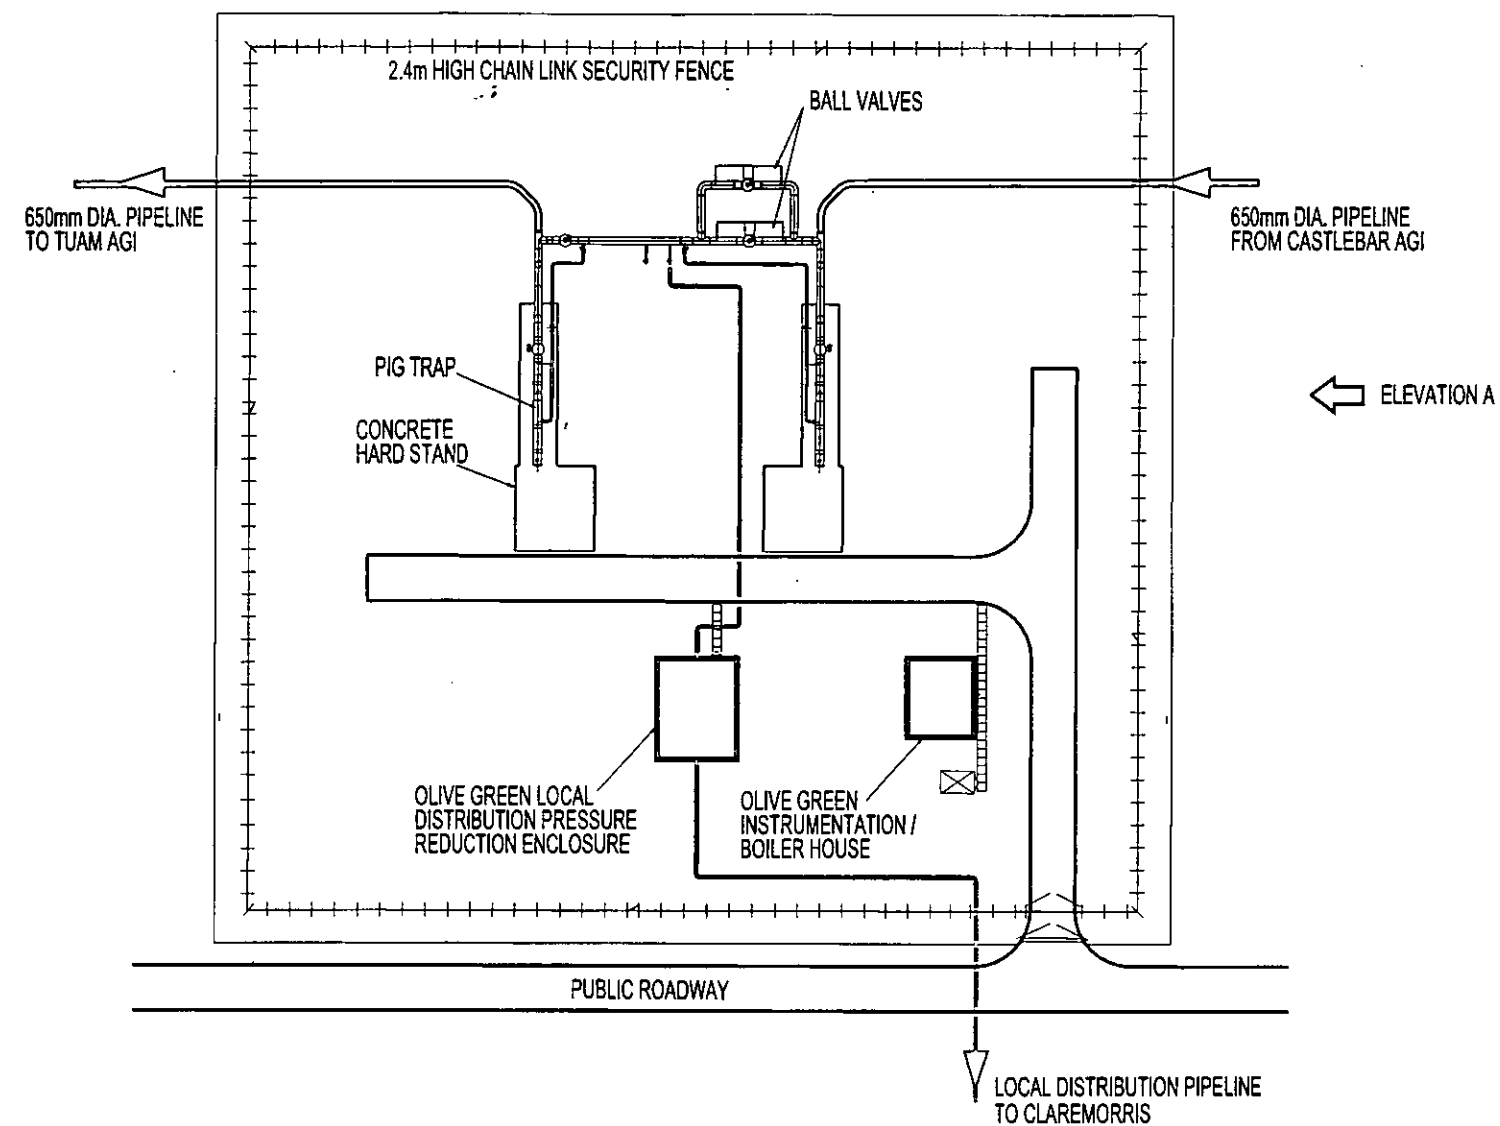 2.4m HIGH CHAIN LINK SECURITY FENCE
BALL VALVES
650mm DIA. PIPELINE
TO TUAM AGI
650mm DIA. PIPELINE
FROM CASTLEBAR AGI
PIG TRAP
ELEVATION A
CONCRETE
HARD STAND
OLIVE GREEN LOCAL
DISTRIBUTION PRESSURE
REDUCTION ENCLOSURE
OLIVE GREEN
INSTRUMENTATION /
BOILER HOUSE
PUBLIC ROADWAY
LOCAL DISTRIBUTION PIPELINE
TO CLAREMORRIS